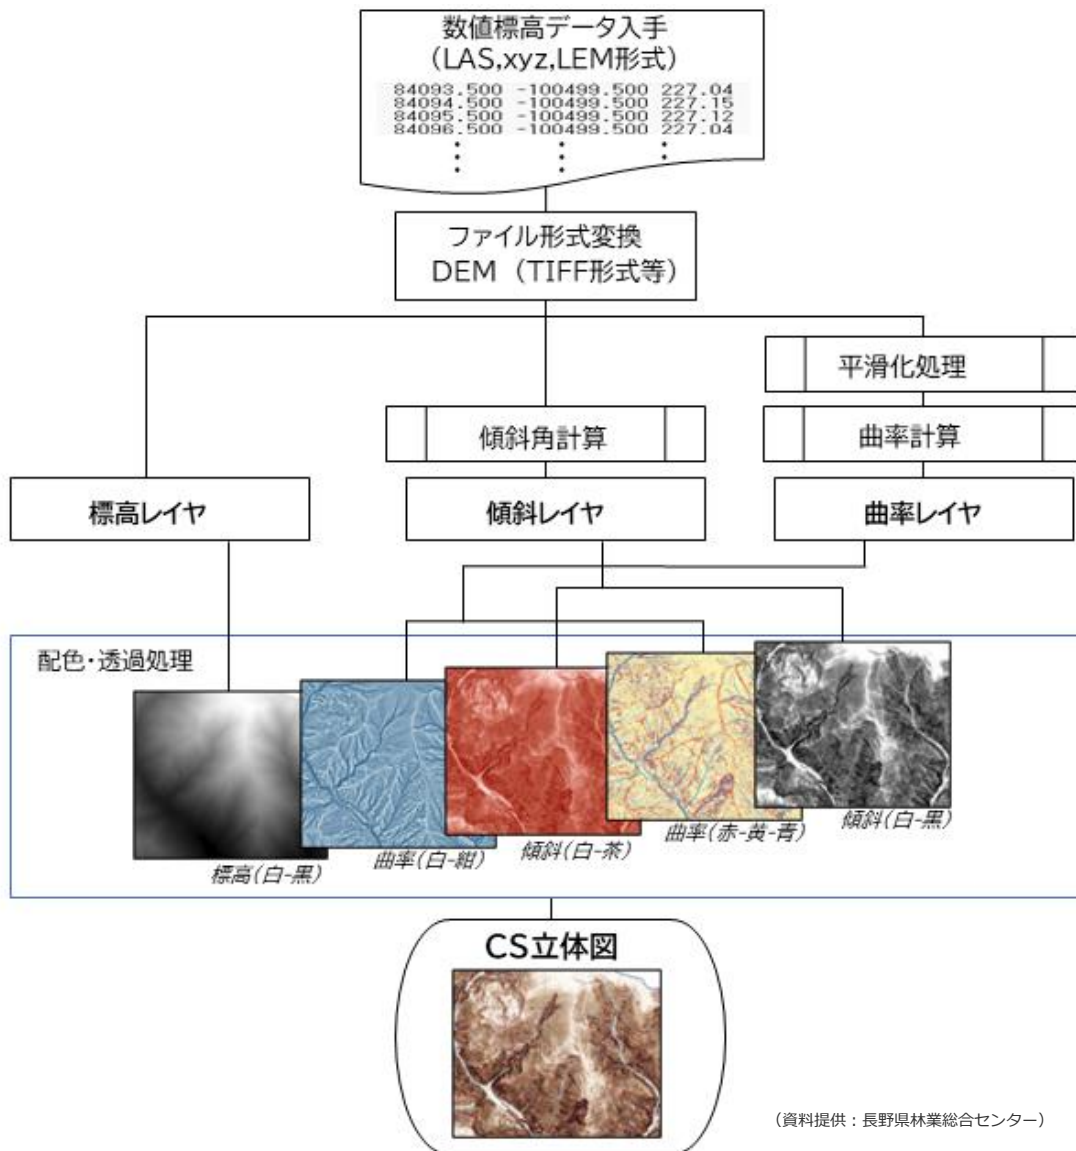 数値標高データ入手
(LAS,xyz,LEM形式)
84093.500 -100499.500 227.04
84094.500 -100499.500 227.15
84095.500 -100499.500 227.12
84096.500 -100499.500 227.04
ファイル形式変換
DEM (TIFF形式等)
平滑化処理
傾斜角計算
曲率計算
標高レイヤ
傾斜レイヤ
曲率レイヤ
配色・透過処理
標高(白-黒)
曲率(白-紺)
傾斜(白-茶)
曲率(赤-黄-青)
傾斜(白-黒)
CS立体図
(資料提供：長野県林業総合センター)